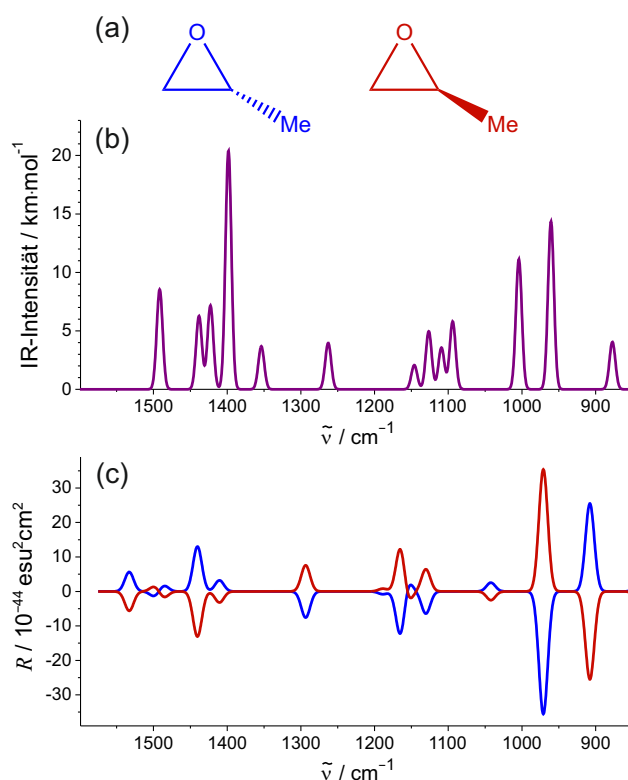 (a)
O
Me
O
Me
(b)
IR-Intensität / km·mol⁻¹
20
15
10
5
0
1500 1400 1300 1200 1100 1000 900
ν̃ / cm⁻¹
(c)
R / 10⁻⁴⁴ esu²cm²
30
20
10
0
-10
-20
-30
1500 1400 1300 1200 1100 1000 900
ν̃ / cm⁻¹